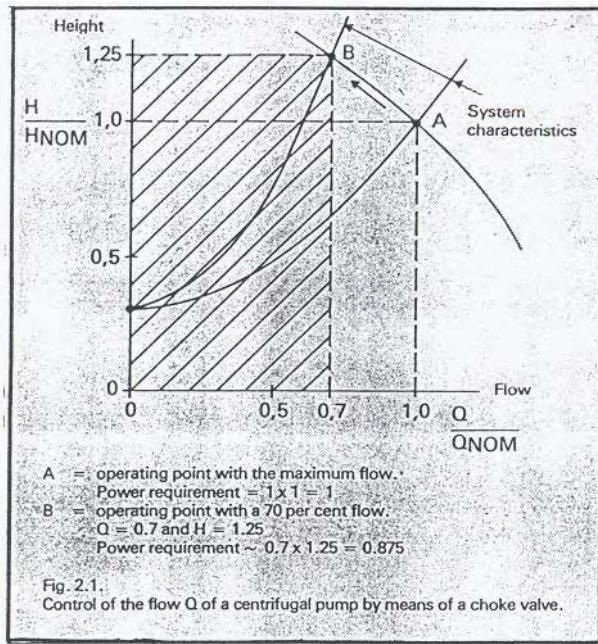 Height
1,25
B
H
HNOM
1,0
A
System
characteristics
0,5
0
Flow
0
0,5
0,7
1,0
Q
QNOM
A = operating point with the maximum flow.
Power requirement = 1 x 1 = 1
B = operating point with a 70 per cent flow.
Q = 0.7 and H = 1.25
Power requirement ~ 0.7 x 1.25 = 0.875
Fig. 2.1.
Control of the flow Q of a centrifugal pump by means of a choke valve.